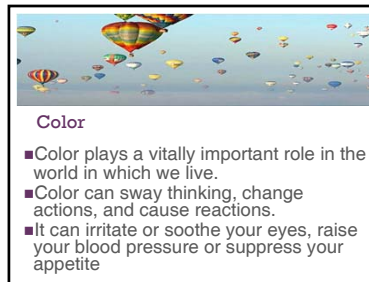 Color
■Color plays a vitally important role in the
world in which we live.
■Color can sway thinking, change
actions, and cause reactions.
■It can irritate or soothe your eyes, raise
your blood pressure or suppress your
appetite